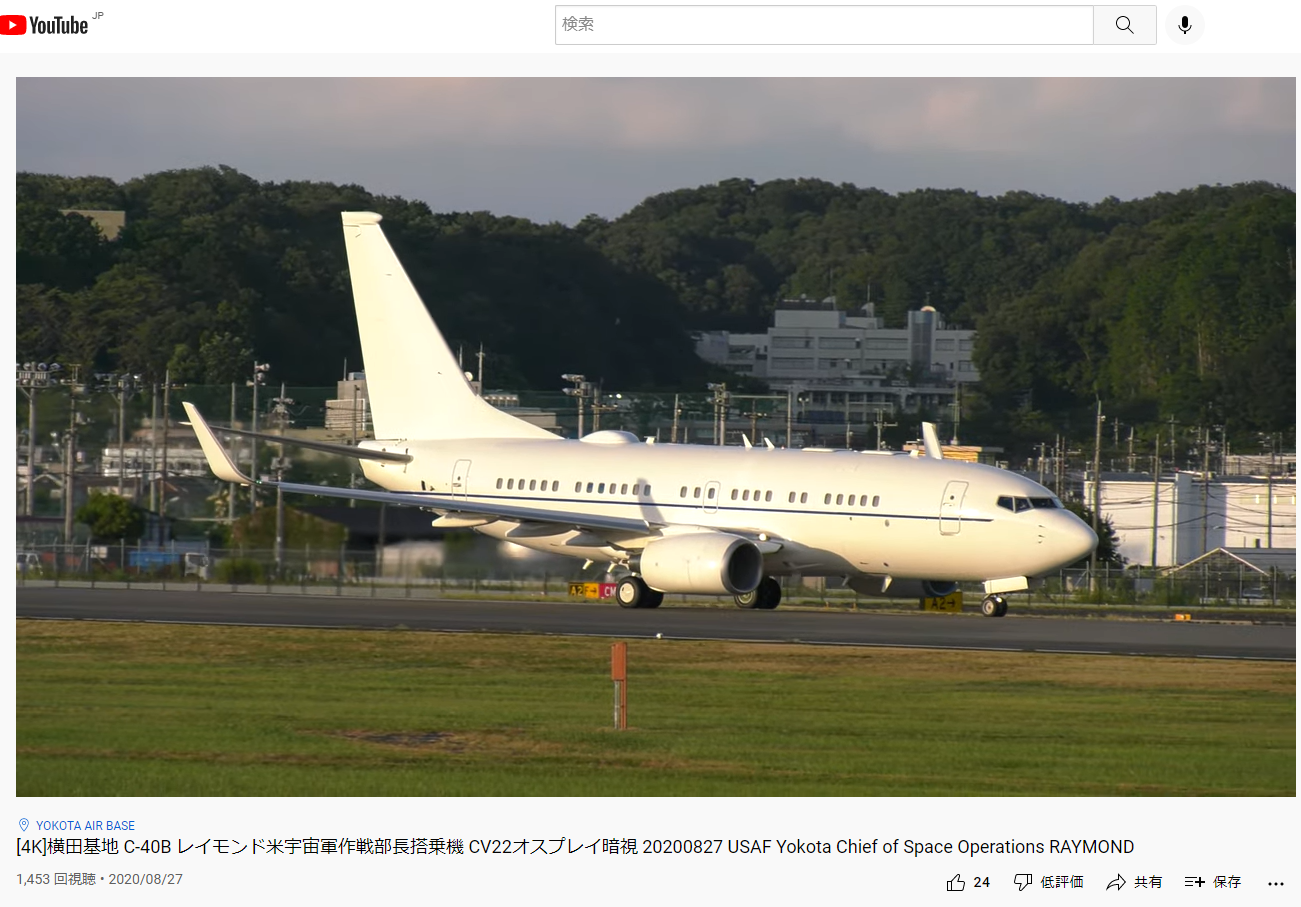 YouTube JP
検索
A2F→ CM
A2→
YOKOTA AIR BASE
[4K]横田基地 C-40B レイモンド米宇宙軍作戦部長搭乗機 CV22オスプレイ暗視 20200827 USAF Yokota Chief of Space Operations RAYMOND
1,453 回視聴・2020/08/27
24 低評価 共有 保存